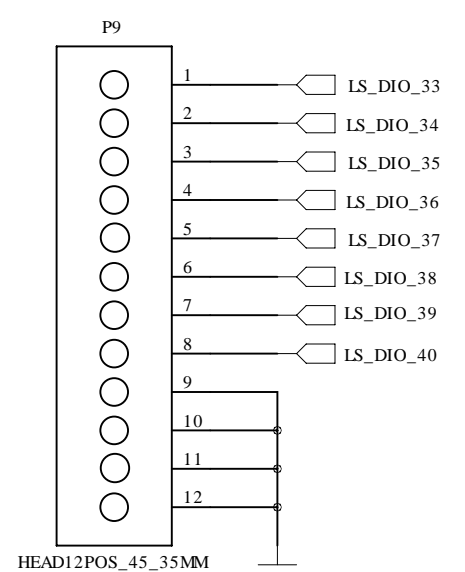 P9
1 LS_DIO_33
2 LS_DIO_34
3 LS_DIO_35
4 LS_DIO_36
5 LS_DIO_37
6 LS_DIO_38
7 LS_DIO_39
8 LS_DIO_40
9
10
11
12
HEAD12POS_45_35MM